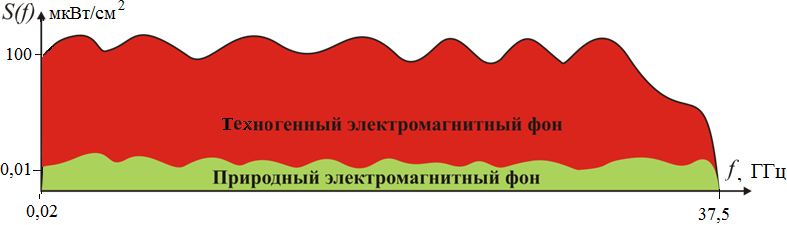 S(f) мкВт/см²
100
Техногенный электромагнитный фон
0,01
Природный электромагнитный фон
f, ГГц
0,02
37,5